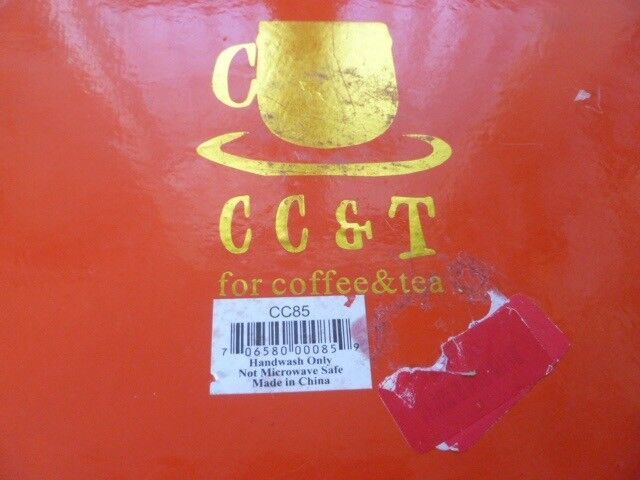 C
CC&T
for coffee&tea
CC85
7 06580 00085 9
Handwash Only
Not Microwave Safe
Made in China